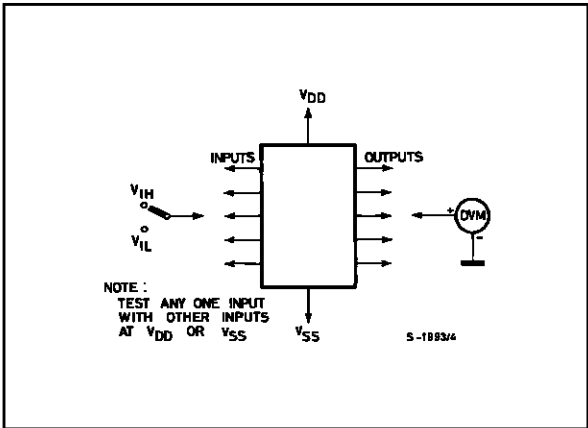 VDD
INPUTS
OUTPUTS
VIH
VIL
+
DVM
-
NOTE :
TEST ANY ONE INPUT
WITH OTHER INPUTS
AT VDD OR VSS
VSS
S-1893/4